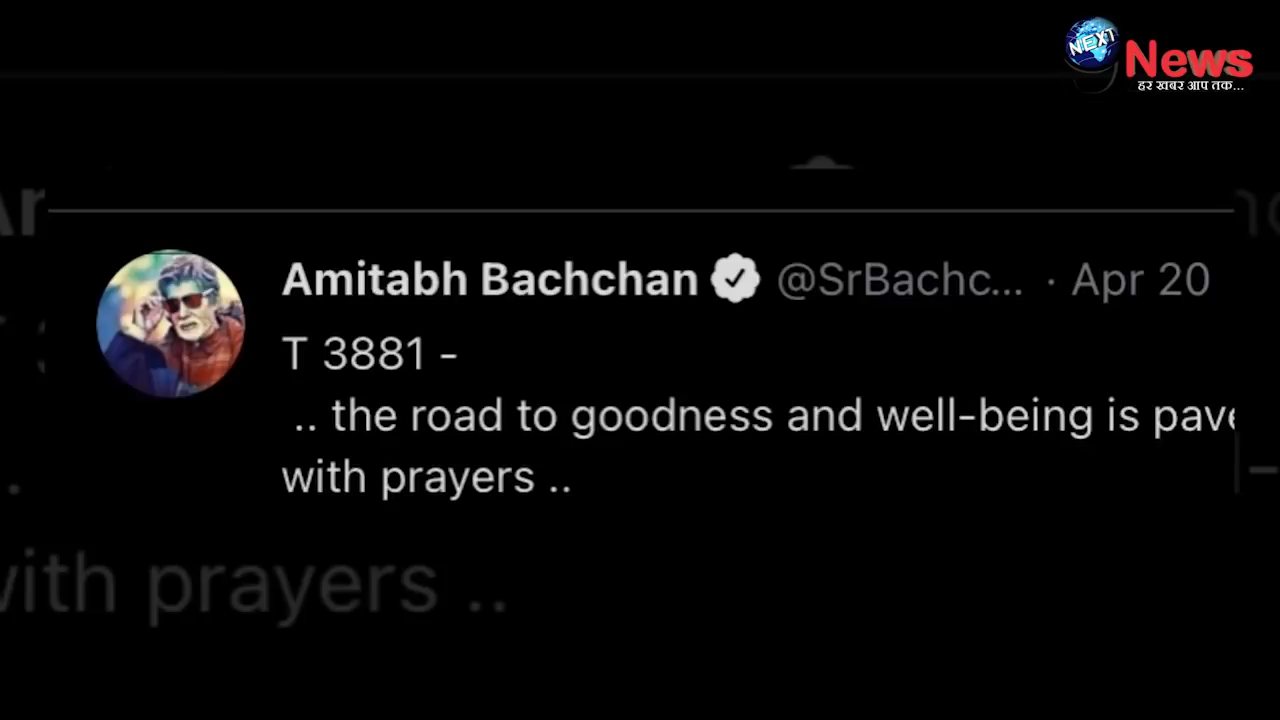 NEXT
News
हर खबर आप तक...
Amitabh Bachchan @SrBachc... · Apr 20
T 3881 -
.. the road to goodness and well-being is pave
with prayers ..
with prayers ..